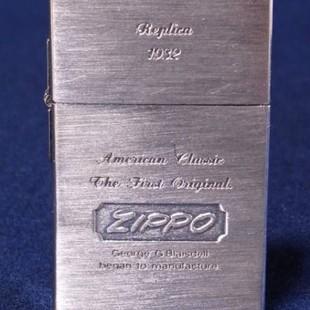 Replica
1932
American Classic
The First Original.
ZIPPO
George G Blaisdell
began to manufacture